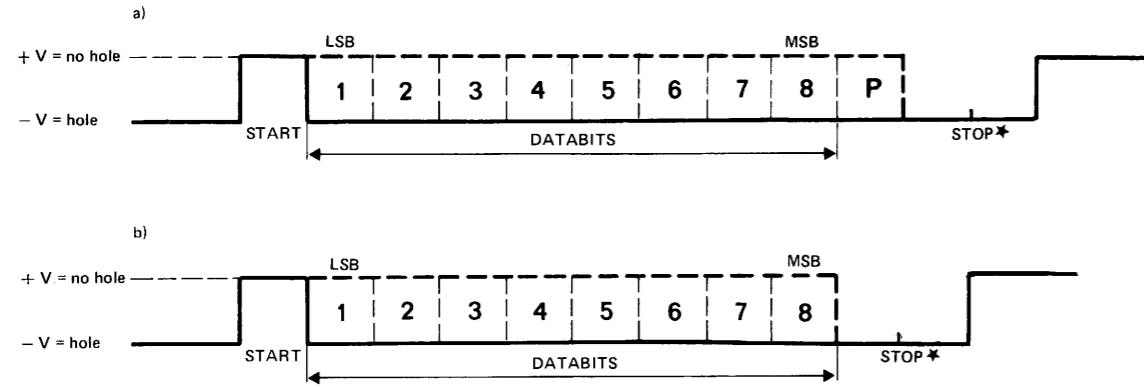 a)
LSB MSB
+ V = no hole
1 2 3 4 5 6 7 8 P
− V = hole
START DATABITS STOP★
b)
LSB MSB
+ V = no hole
1 2 3 4 5 6 7 8
− V = hole
START DATABITS STOP★